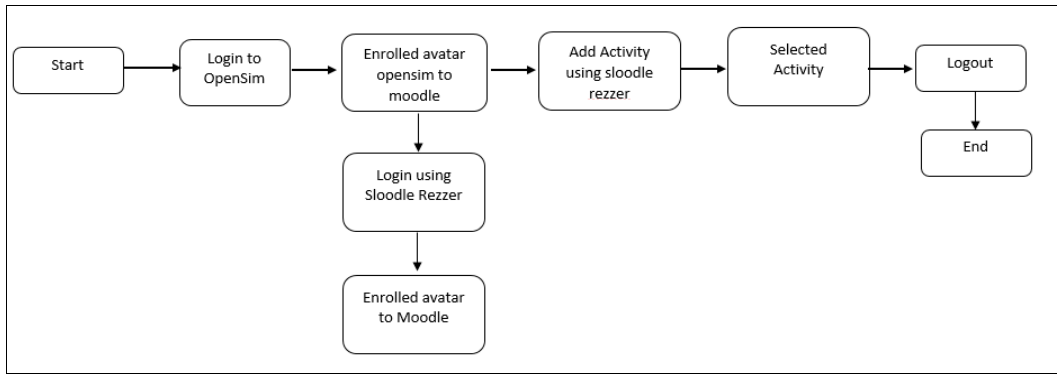 Start
Login to
OpenSim
Enrolled avatar
opensim to
moodle
Add Activity
using sloodle
rezzer
Selected
Activity
Logout
End
Login using
Sloodle Rezzer
Enrolled avatar
to Moodle